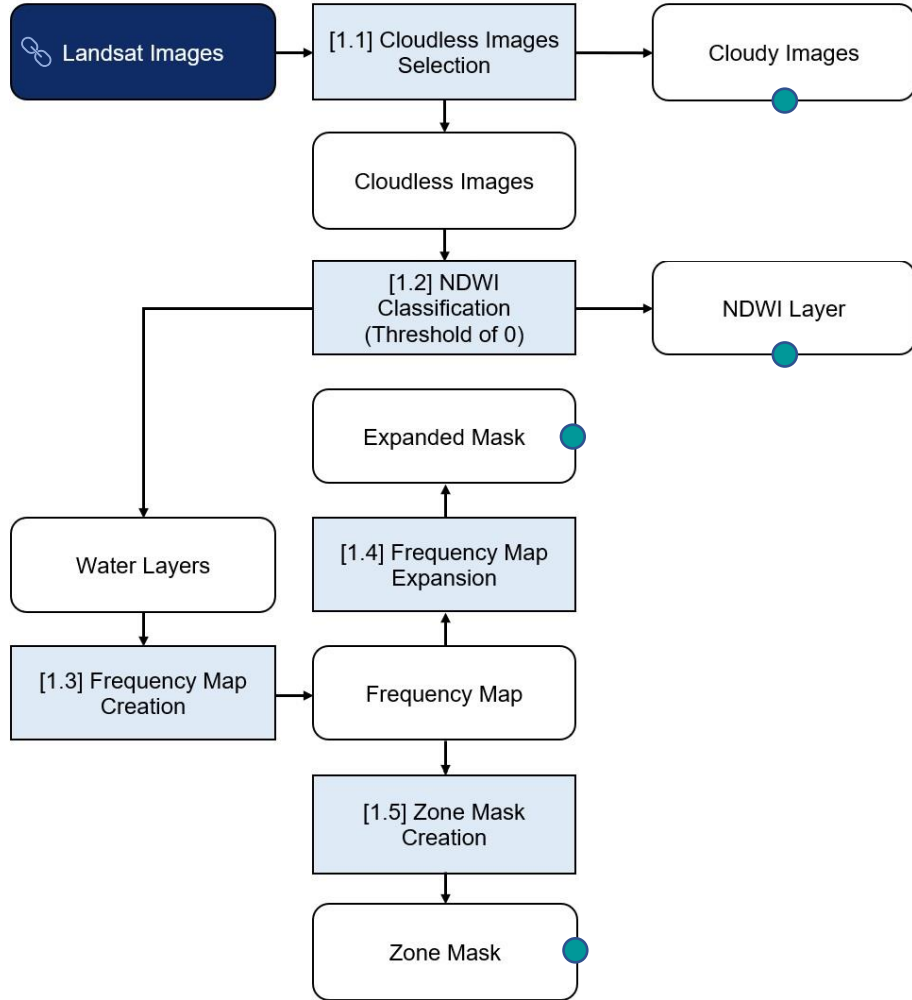 Landsat Images
[1.1] Cloudless Images
Selection
Cloudy Images
Cloudless Images
[1.2] NDWI
Classification
(Threshold of 0)
NDWI Layer
Expanded Mask
Water Layers
[1.4] Frequency Map
Expansion
[1.3] Frequency Map
Creation
Frequency Map
[1.5] Zone Mask
Creation
Zone Mask